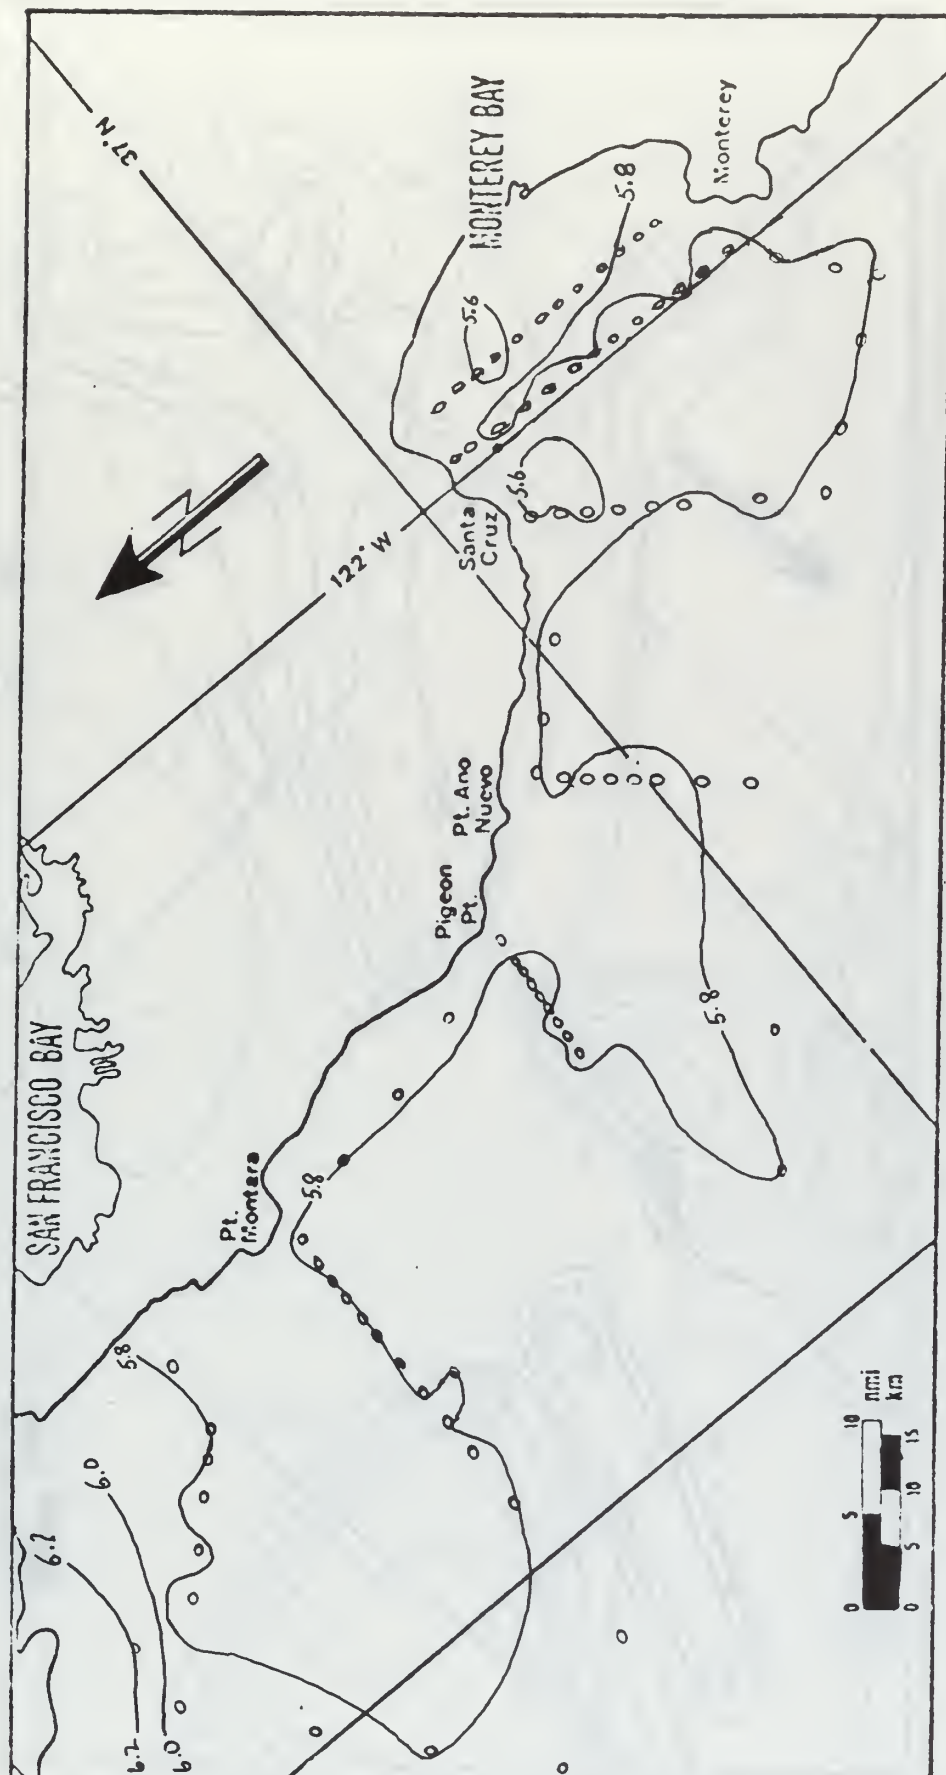 37°N
MONTEREY BAY
Monterey
5.8
5.6
5.6
122° W
Santa
Cruz
Pt. Ano
Nuevo
Pigeon
Pt.
5.8
SAN FRANCISCO BAY
Pt.
Montara
5.8
5.8
6.0
6.2
6.2
6.0
0 5 10 nmi
0 5 10 15 km